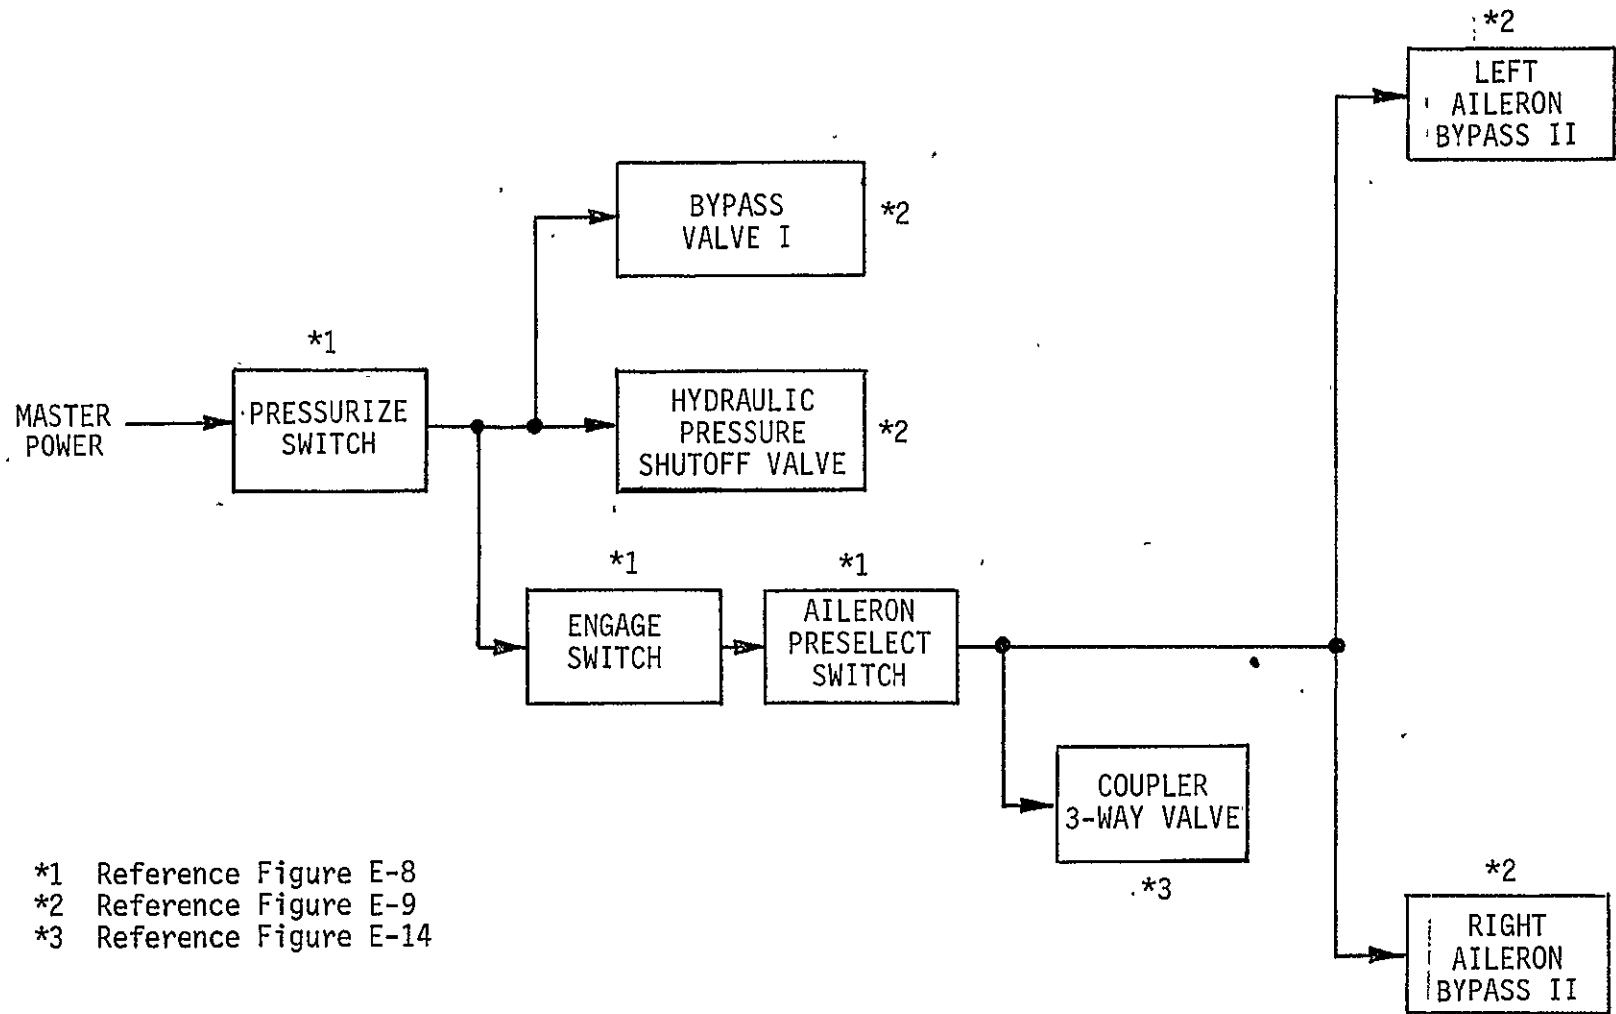 *2
LEFT
AILERON
BYPASS II
BYPASS
VALVE I
*2
*1
MASTER
POWER
PRESSURIZE
SWITCH
HYDRAULIC
PRESSURE
SHUTOFF VALVE
*2
*1
ENGAGE
SWITCH
*1
AILERON
PRESELECT
SWITCH
COUPLER
3-WAY VALVE
*3
*2
RIGHT
AILERON
BYPASS II
*1 Reference Figure E-8
*2 Reference Figure E-9
*3 Reference Figure E-14